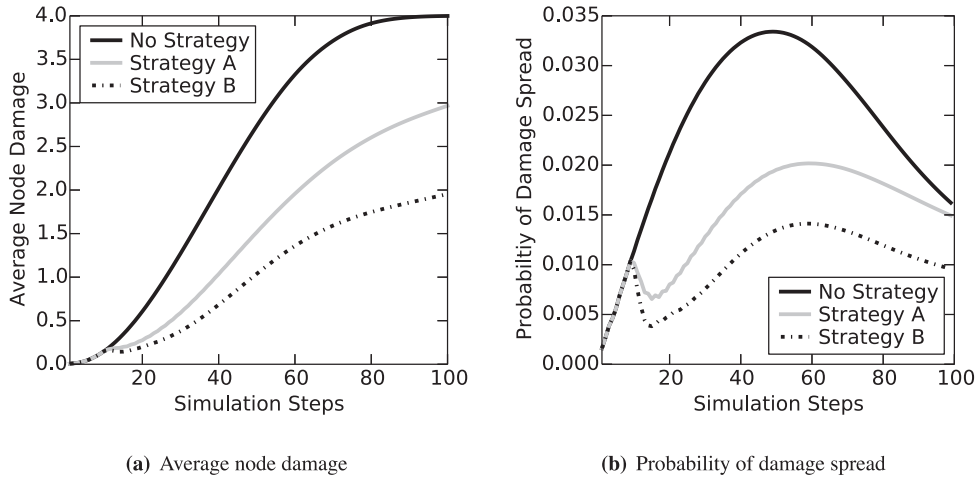 4.0
3.5
3.0
2.5
2.0
1.5
1.0
0.5
0.0
Average Node Damage
No Strategy
Strategy A
Strategy B
0 20 40 60 80 100
Simulation Steps
(a) Average node damage
0.035
0.030
0.025
0.020
0.015
0.010
0.005
0.000
Probabiltiy of Damage Spread
No Strategy
Strategy A
Strategy B
0 20 40 60 80 100
Simulation Steps
(b) Probability of damage spread